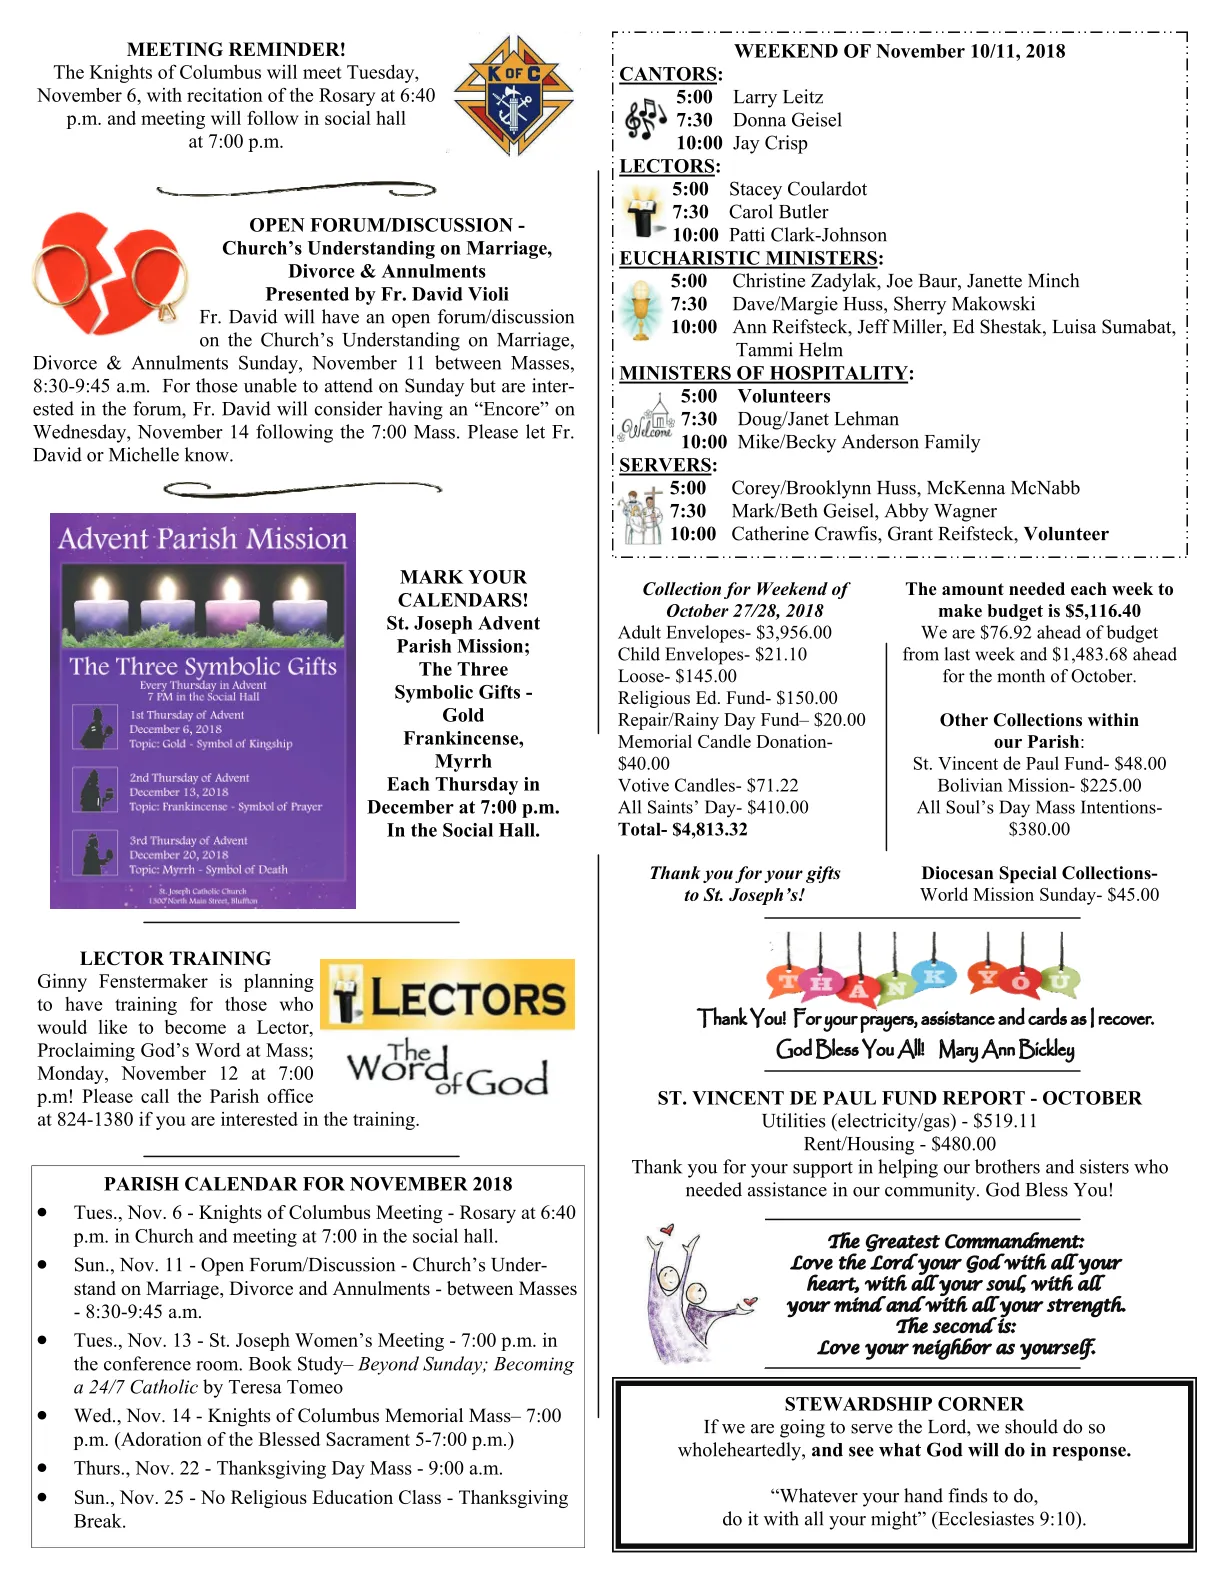 MEETING REMINDER!
The Knights of Columbus will meet Tuesday,
November 6, with recitation of the Rosary at 6:40
p.m. and meeting will follow in social hall
at 7:00 p.m.
K OF C
OPEN FORUM/DISCUSSION -
Church's Understanding on Marriage,
Divorce & Annulments
Presented by Fr. David Violi
Fr. David will have an open forum/discussion
on the Church's Understanding on Marriage,
Divorce & Annulments Sunday, November 11 between Masses,
8:30-9:45 a.m. For those unable to attend on Sunday but are inter-
ested in the forum, Fr. David will consider having an “Encore” on
Wednesday, November 14 following the 7:00 Mass. Please let Fr.
David or Michelle know.
Advent Parish Mission
The Three Symbolic Gifts
Every Thursday in Advent
7 PM in the Social Hall
1st Thursday of Advent
December 6, 2018
Topic: Gold - Symbol of Kingship
2nd Thursday of Advent
December 13, 2018
Topic: Frankincense - Symbol of Prayer
3rd Thursday of Advent
December 20, 2018
Topic: Myrrh - Symbol of Death
St. Joseph Catholic Church
1300 North Main Street, Bluffton
MARK YOUR
CALENDARS!
St. Joseph Advent
Parish Mission;
The Three
Symbolic Gifts -
Gold
Frankincense,
Myrrh
Each Thursday in
December at 7:00 p.m.
In the Social Hall.
LECTOR TRAINING
Ginny Fenstermaker is planning
to have training for those who
would like to become a Lector,
Proclaiming God's Word at Mass;
Monday, November 12 at 7:00
p.m! Please call the Parish office
at 824-1380 if you are interested in the training.
LECTORS
The Word of God
PARISH CALENDAR FOR NOVEMBER 2018
• Tues., Nov. 6 - Knights of Columbus Meeting - Rosary at 6:40
p.m. in Church and meeting at 7:00 in the social hall.
• Sun., Nov. 11 - Open Forum/Discussion - Church's Under-
stand on Marriage, Divorce and Annulments - between Masses
- 8:30-9:45 a.m.
• Tues., Nov. 13 - St. Joseph Women's Meeting - 7:00 p.m. in
the conference room. Book Study– Beyond Sunday; Becoming
a 24/7 Catholic by Teresa Tomeo
• Wed., Nov. 14 - Knights of Columbus Memorial Mass– 7:00
p.m. (Adoration of the Blessed Sacrament 5-7:00 p.m.)
• Thurs., Nov. 22 - Thanksgiving Day Mass - 9:00 a.m.
• Sun., Nov. 25 - No Religious Education Class - Thanksgiving
Break.
WEEKEND OF November 10/11, 2018
CANTORS:
5:00 Larry Leitz
7:30 Donna Geisel
10:00 Jay Crisp
LECTORS:
5:00 Stacey Coulardot
7:30 Carol Butler
10:00 Patti Clark-Johnson
EUCHARISTIC MINISTERS:
5:00 Christine Zadylak, Joe Baur, Janette Minch
7:30 Dave/Margie Huss, Sherry Makowski
10:00 Ann Reifsteck, Jeff Miller, Ed Shestak, Luisa Sumabat,
Tammi Helm
MINISTERS OF HOSPITALITY:
Welcome
5:00 Volunteers
7:30 Doug/Janet Lehman
10:00 Mike/Becky Anderson Family
SERVERS:
5:00 Corey/Brooklynn Huss, McKenna McNabb
7:30 Mark/Beth Geisel, Abby Wagner
10:00 Catherine Crawfis, Grant Reifsteck, Volunteer
Collection for Weekend of
October 27/28, 2018
Adult Envelopes- $3,956.00
Child Envelopes- $21.10
Loose- $145.00
Religious Ed. Fund- $150.00
Repair/Rainy Day Fund– $20.00
Memorial Candle Donation-
$40.00
Votive Candles- $71.22
All Saints' Day- $410.00
Total- $4,813.32
Thank you for your gifts
to St. Joseph's!
The amount needed each week to
make budget is $5,116.40
We are $76.92 ahead of budget
from last week and $1,483.68 ahead
for the month of October.
Other Collections within
our Parish:
St. Vincent de Paul Fund- $48.00
Bolivian Mission- $225.00
All Soul's Day Mass Intentions-
$380.00
Diocesan Special Collections-
World Mission Sunday- $45.00
THANK YOU
Thank You! For your prayers, assistance and cards as I recover.
God Bless You All! Mary Ann Bickley
ST. VINCENT DE PAUL FUND REPORT - OCTOBER
Utilities (electricity/gas) - $519.11
Rent/Housing - $480.00
Thank you for your support in helping our brothers and sisters who
needed assistance in our community. God Bless You!
The Greatest Commandment:
Love the Lord your God with all your
heart, with all your soul, with all
your mind and with all your strength.
The second is:
Love your neighbor as yourself.
STEWARDSHIP CORNER
If we are going to serve the Lord, we should do so
wholeheartedly, and see what God will do in response.
“Whatever your hand finds to do,
do it with all your might” (Ecclesiastes 9:10).